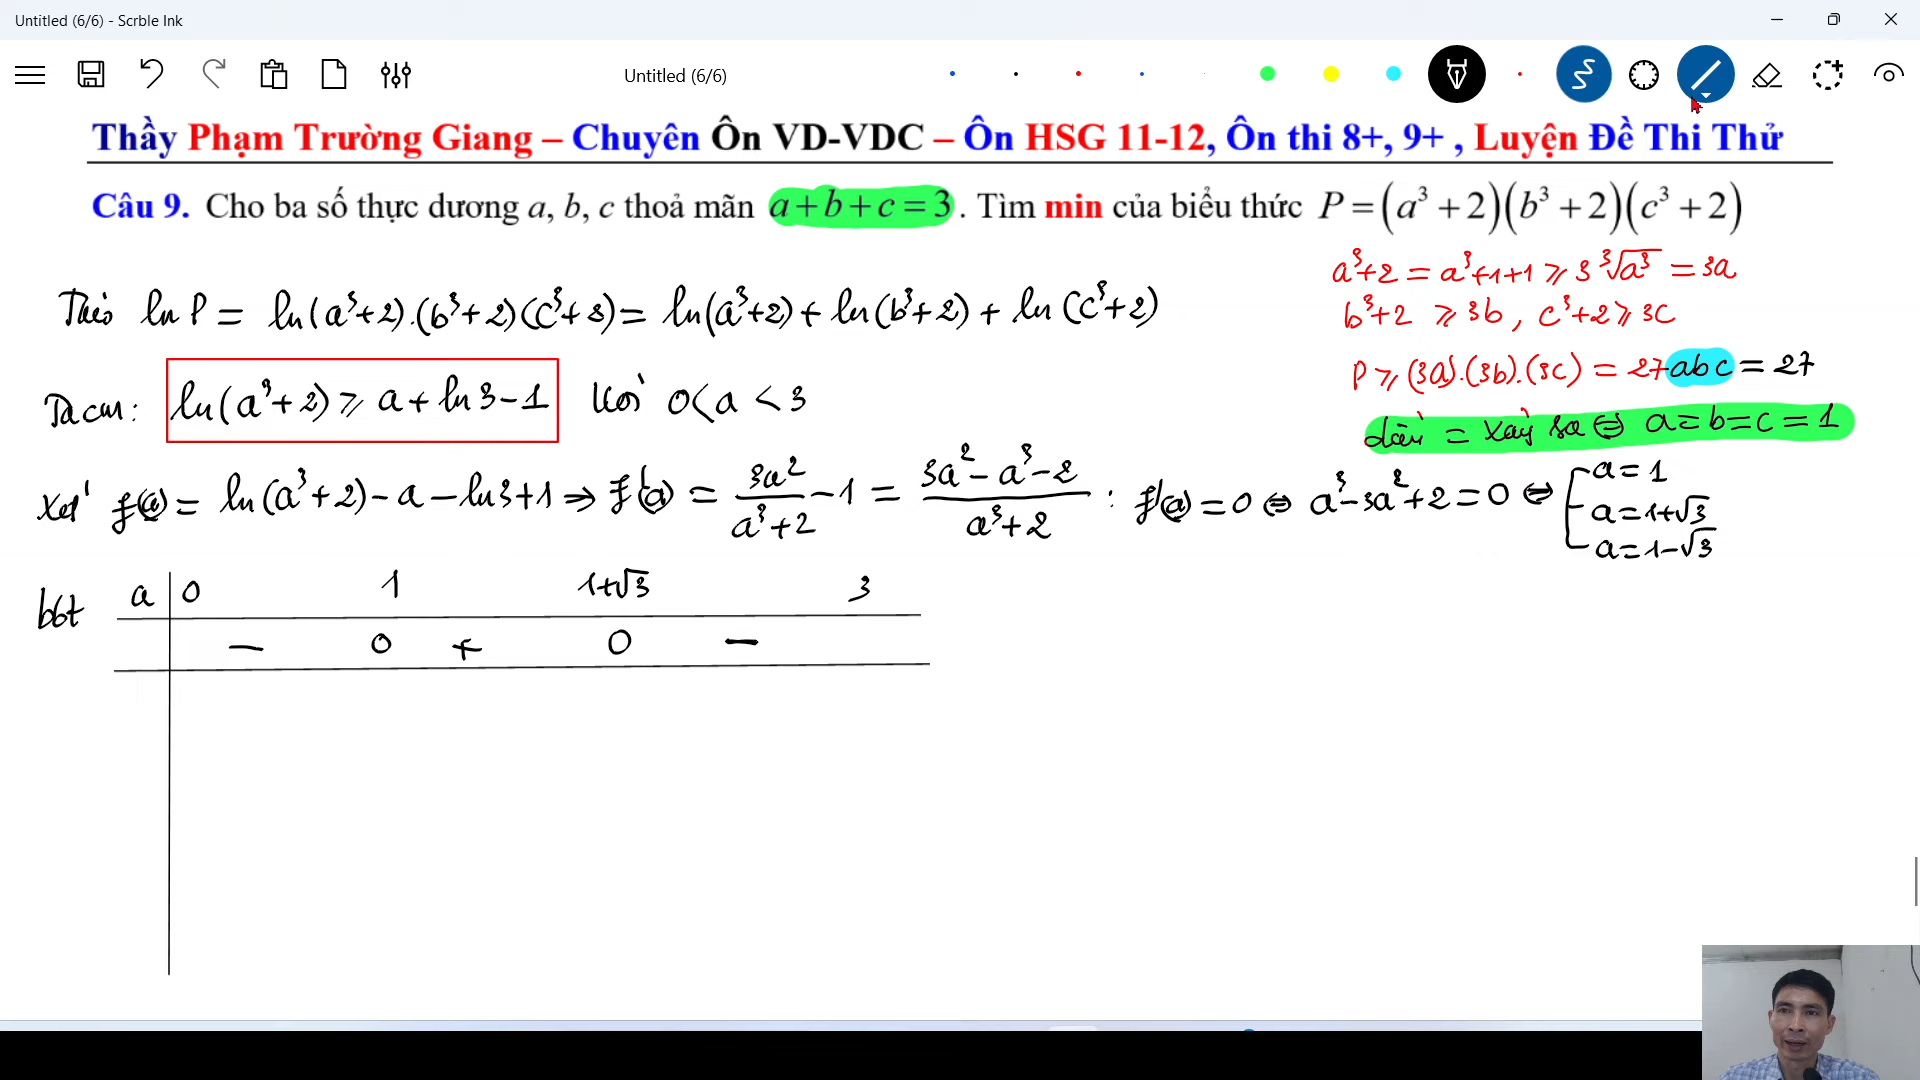 Untitled (6/6) - Scrble Ink
Untitled (6/6)
Thầy Phạm Trường Giang – Chuyên Ôn VD-VDC – Ôn HSG 11-12, Ôn thi 8+, 9+ , Luyện Đề Thi Thử
Câu 9. Cho ba số thực dương a, b, c thoả mãn a+b+c=3. Tìm min của biểu thức P=(a³+2)(b³+2)(c³+2)
a³+2 = a³+1+1 ⩾ 3∛a³ = 3a
b³+2 ⩾ 3b, c³+2 ⩾ 3c
P ⩾ (3a).(3b).(3c) = 27abc = 27
dấu = xảy ra ⇔ a=b=c=1
ln P = ln(a³+2).(b³+2)(c³+2) = ln(a³+2) + ln(b³+2) + ln(c³+2)
Ta cm: ln(a³+2) ⩾ a+ln3-1 với 0<a<3
Xét f(a) = ln(a³+2)-a-ln3+1 ⇒ f'(a) = 3a²/(a³+2) - 1 = (3a²-a³-2)/(a³+2) : f'(a)=0 ⇔ a³-3a²+2=0 ⇔ [a=1
a=1+√3
a=1-√3
bbt a | 0 1 1+√3 3
− 0 + 0 −